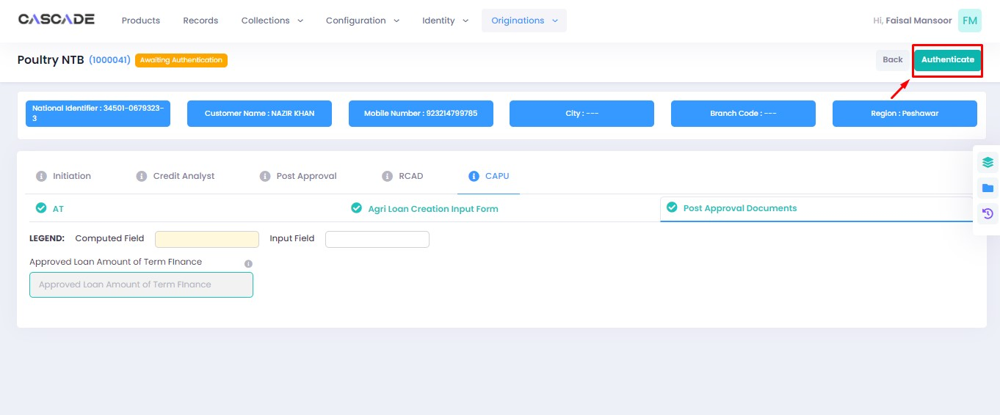 CASCADE
Products Records Collections Configuration Identity Originations
Hi, Faisal Mansoor FM
Poultry NTB (1000041) Awaiting Authentication
Back Authenticate
National Identifier : 34501-0679323-
3
Customer Name : NAZIR KHAN
Mobile Number : 923214799785
City : ---
Branch Code : ---
Region : Peshawar
Initiation Credit Analyst Post Approval RCAD CAPU
AT Agri Loan Creation Input Form Post Approval Documents
LEGEND: Computed Field Input Field
Approved Loan Amount of Term FInance
Approved Loan Amount of Term FInance